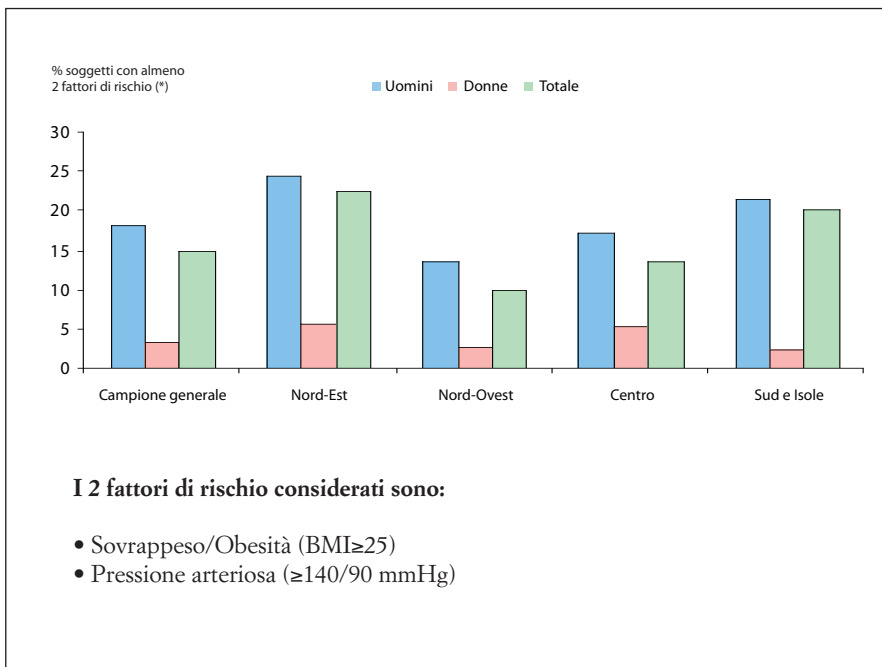 % soggetti con almeno
2 fattori di rischio (*)
Uomini Donne Totale
30
25
20
15
10
5
0
Campione generale Nord-Est Nord-Ovest Centro Sud e Isole
I 2 fattori di rischio considerati sono:
• Sovrappeso/Obesità (BMI≥25)
• Pressione arteriosa (≥140/90 mmHg)